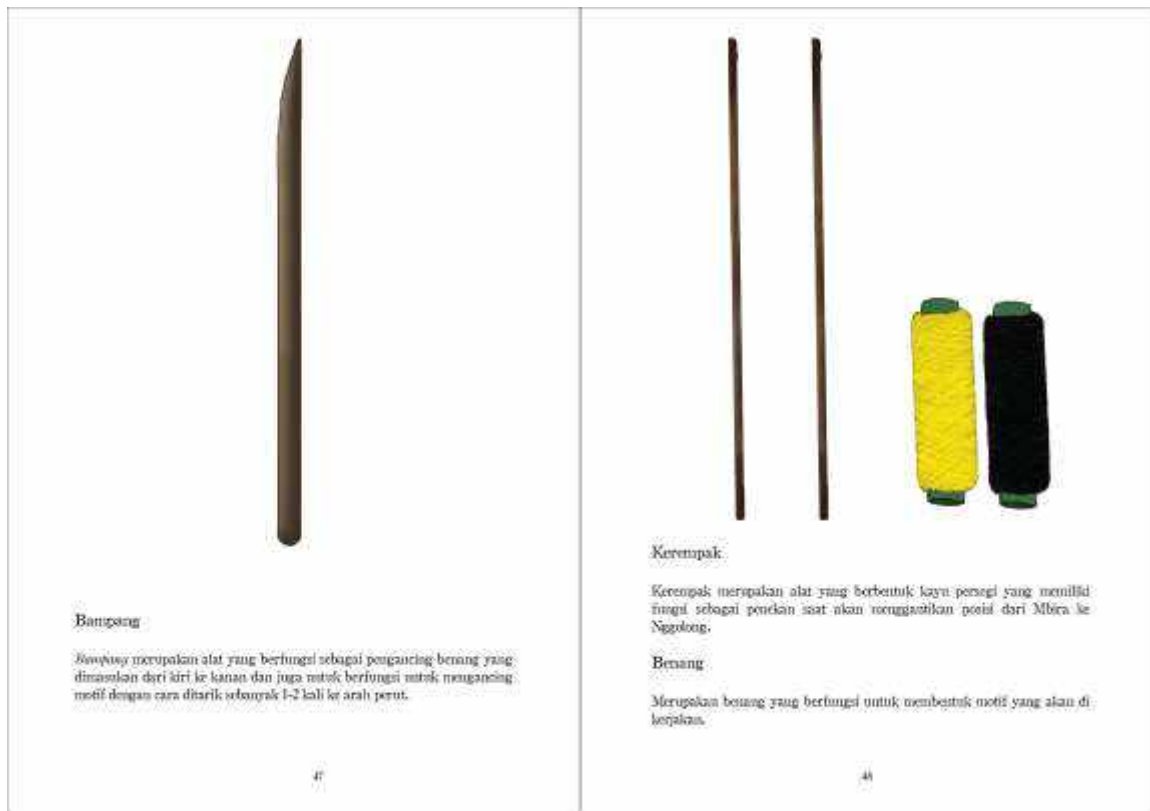 Bampang
Bampang merupakan alat yang berfungsi sebagai pengancing benang yang
dimasukan dari kiri ke kanan dan juga untuk berfungsi untuk mengancing
motif dengan cara ditarik sebanyak 1-2 kali ke arah perut.
47
Kerempak
Kerempak merupakan alat yang berbentuk kayu persegi yang memiliki
fungsi sebagai penekan saat akan menggantikan posisi dari Mbira ke
Nggolong.
Benang
Merupakan benang yang berfungsi untuk membentuk motif yang akan di
kerjakan.
48